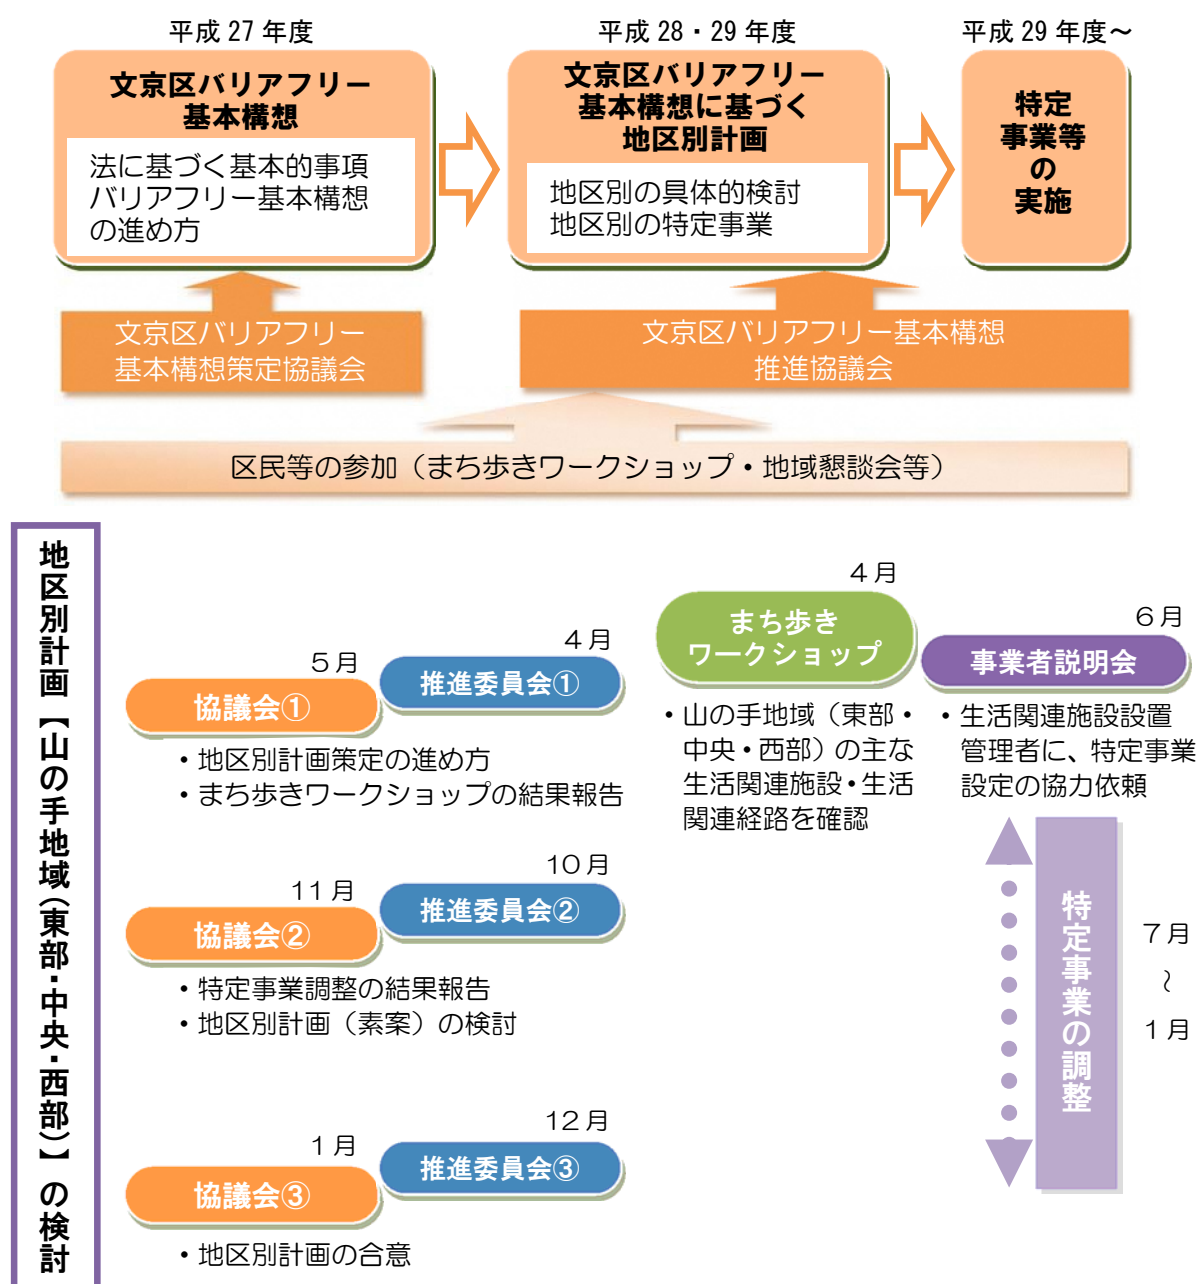 平成 27 年度
文京区バリアフリー
基本構想
法に基づく基本的事項
バリアフリー基本構想
の進め方
平成 28・29 年度
文京区バリアフリー
基本構想に基づく
地区別計画
地区別の具体的検討
地区別の特定事業
平成 29 年度～
特定
事業等
の
実施
文京区バリアフリー
基本構想策定協議会
文京区バリアフリー基本構想
推進協議会
区民等の参加（まち歩きワークショップ・地域懇談会等）
地区別計画【山の手地域（東部・中央・西部）】の検討
5月
協議会①
4月
推進委員会①
・地区別計画策定の進め方
・まち歩きワークショップの結果報告
11月
協議会②
10月
推進委員会②
・特定事業調整の結果報告
・地区別計画（素案）の検討
1月
協議会③
12月
推進委員会③
・地区別計画の合意
4月
まち歩き
ワークショップ
・山の手地域（東部・
中央・西部）の主な
生活関連施設・生活
関連経路を確認
6月
事業者説明会
・生活関連施設設置
管理者に、特定事業
設定の協力依頼
特定事業の調整
7月
～
1月